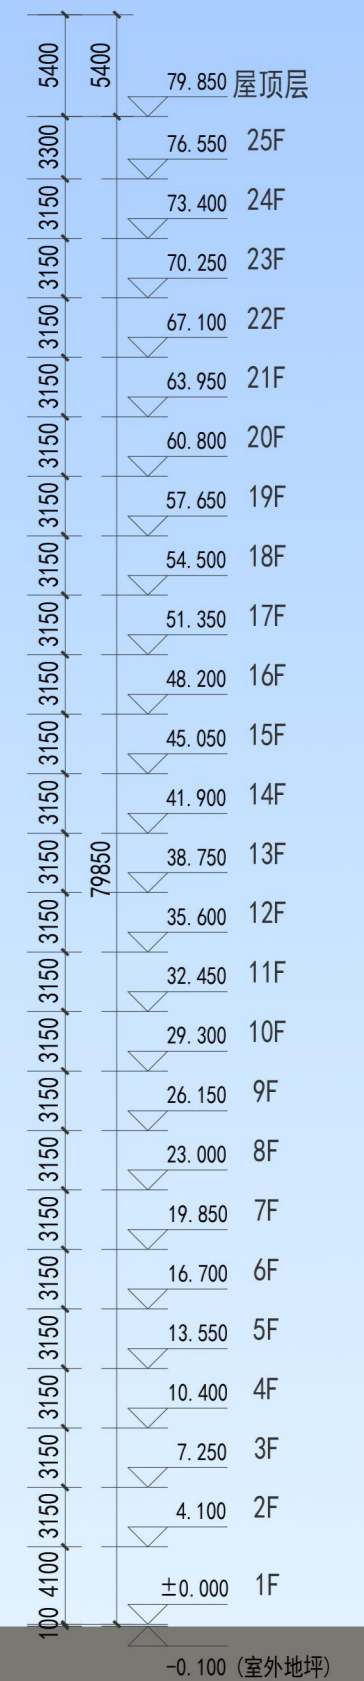 5400 5400
79.850 屋顶层
3300
76.550 25F
3150
73.400 24F
3150
70.250 23F
3150
67.100 22F
3150
63.950 21F
3150
60.800 20F
3150
57.650 19F
3150
54.500 18F
3150
51.350 17F
3150
48.200 16F
3150
45.050 15F
3150
41.900 14F
3150
79850
38.750 13F
3150
35.600 12F
3150
32.450 11F
3150
29.300 10F
3150
26.150 9F
3150
23.000 8F
3150
19.850 7F
3150
16.700 6F
3150
13.550 5F
3150
10.400 4F
3150
7.250 3F
3150
4.100 2F
4100
±0.000 1F
100
-0.100 (室外地坪)